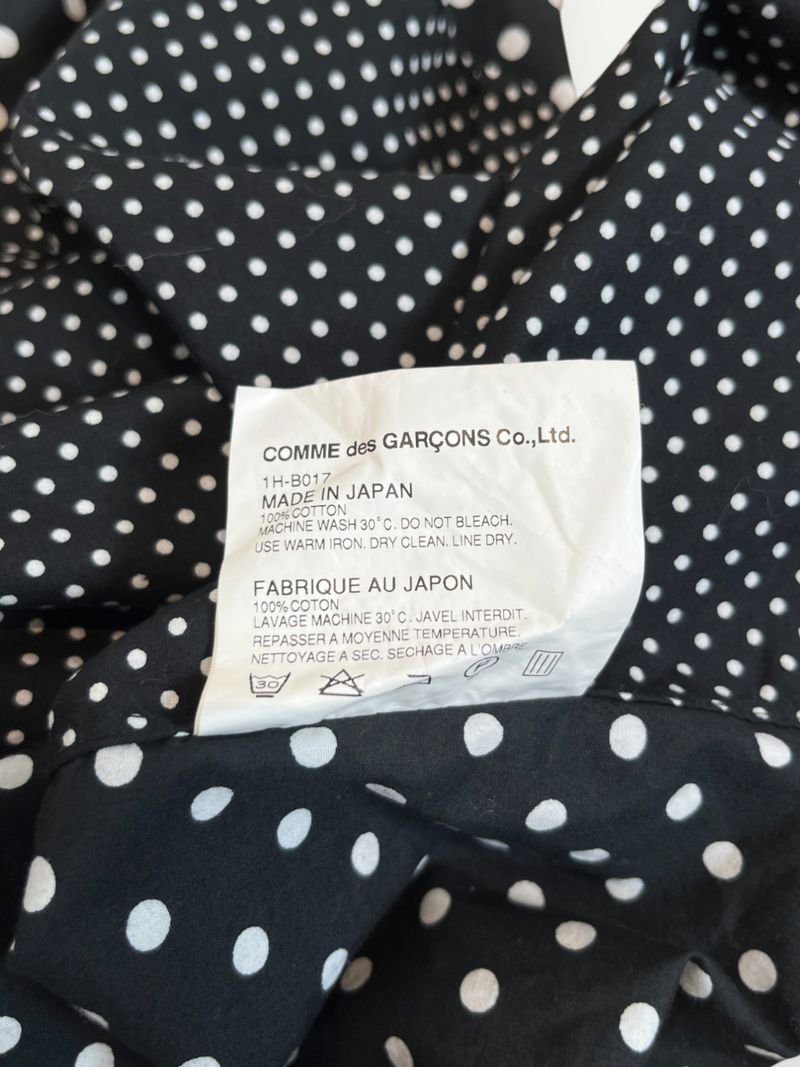 COMME des GARÇONS Co.,Ltd.
1H-B017
MADE IN JAPAN
100% COTTON
MACHINE WASH 30°C. DO NOT BLEACH.
USE WARM IRON. DRY CLEAN. LINE DRY.
FABRIQUE AU JAPON
100% COTON
LAVAGE MACHINE 30°C. JAVEL INTERDIT.
REPASSER A MOYENNE TEMPERATURE.
NETTOYAGE A SEC. SECHAGE A L'OMBRE.
30 P